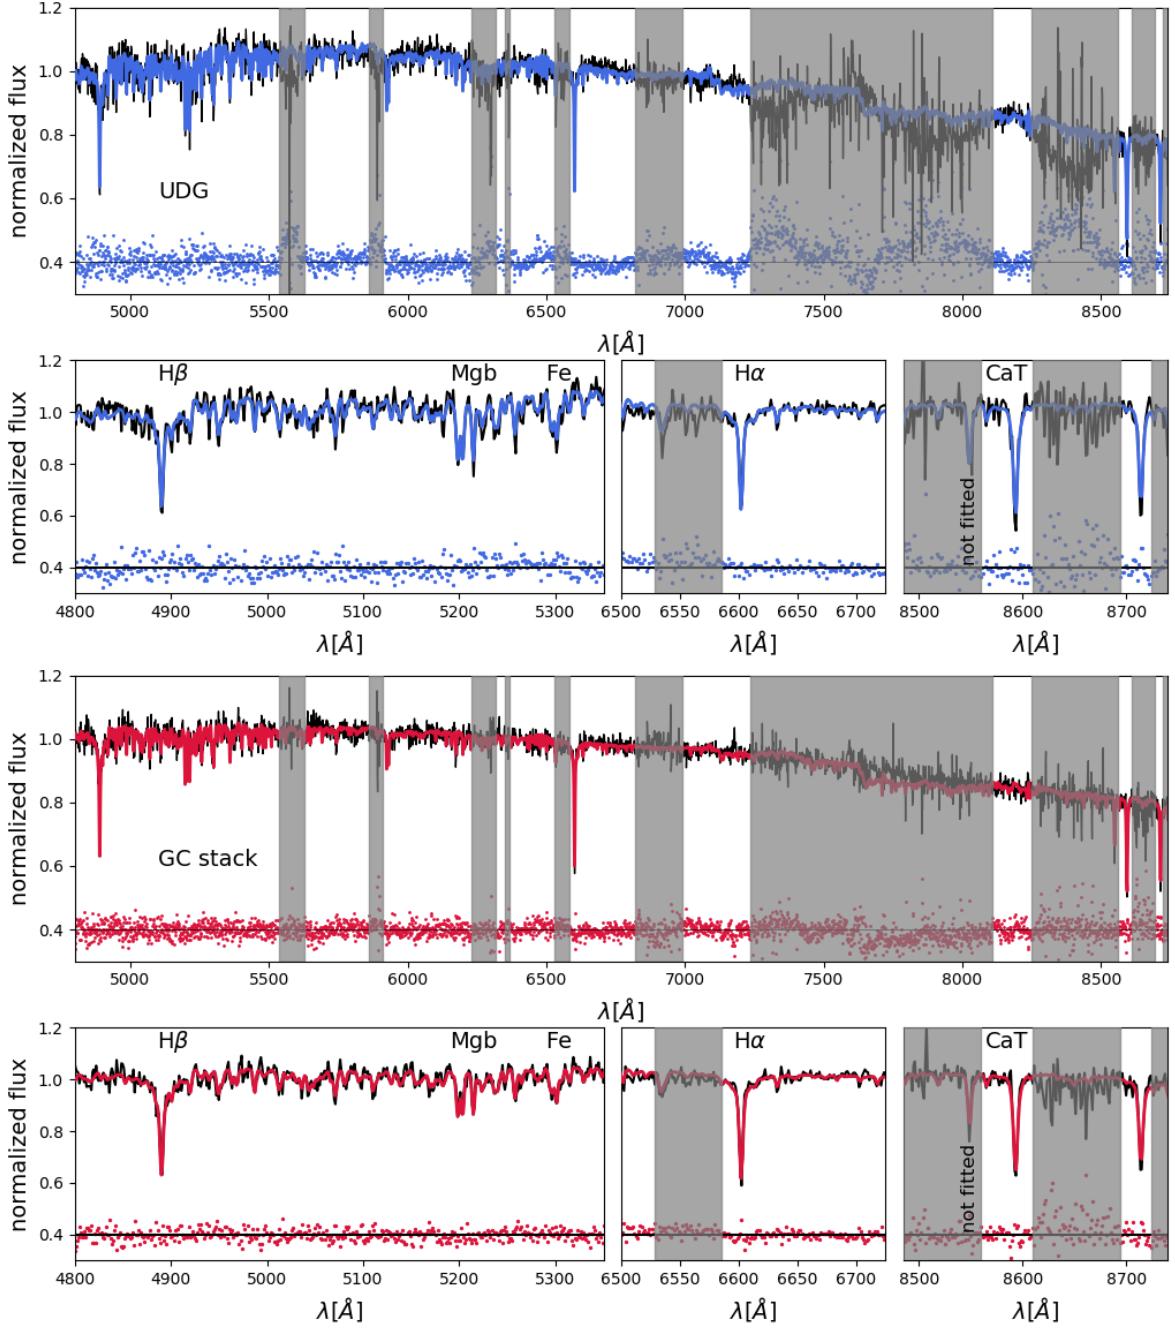 normalized flux
1.2
1.0
0.8
0.6
0.4
UDG
5000 5500 6000 6500 7000 7500 8000 8500
λ[Å]
normalized flux
1.2
1.0
0.8
0.6
0.4
Hβ Mgb Fe
Hα
CaT
not fitted
4800 4900 5000 5100 5200 5300
6500 6550 6600 6650 6700
8500 8600 8700
λ[Å] λ[Å] λ[Å]
normalized flux
1.2
1.0
0.8
0.6
0.4
GC stack
5000 5500 6000 6500 7000 7500 8000 8500
λ[Å]
normalized flux
1.2
1.0
0.8
0.6
0.4
Hβ Mgb Fe
Hα
CaT
not fitted
4800 4900 5000 5100 5200 5300
6500 6550 6600 6650 6700
8500 8600 8700
λ[Å] λ[Å] λ[Å]